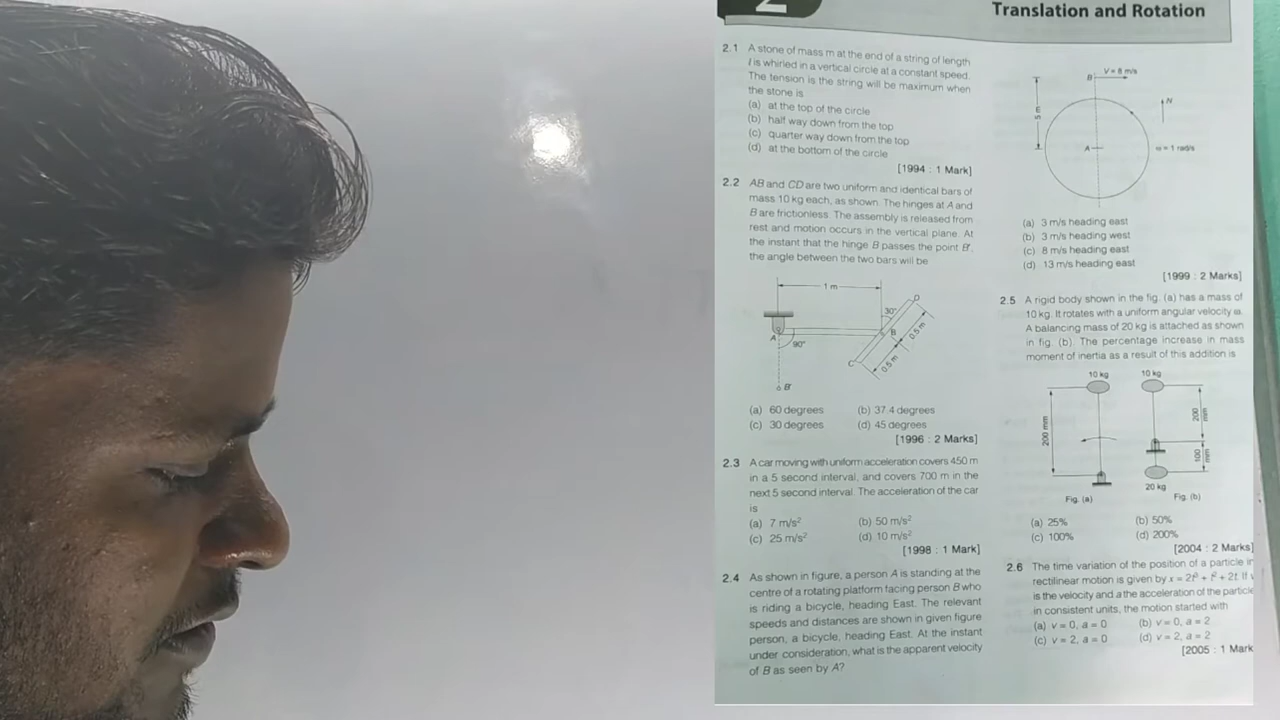 2
Translation and Rotation
2.1 A stone of mass m at the end of a string of length
l is whirled in a vertical circle at a constant speed.
The tension is the string will be maximum when
the stone is
(a) at the top of the circle
(b) half way down from the top
(c) quarter way down from the top
(d) at the bottom of the circle
[1994 : 1 Mark]
2.2 AB and CD are two uniform and identical bars of
mass 10 kg each, as shown. The hinges at A and
B are frictionless. The assembly is released from
rest and motion occurs in the vertical plane. At
the instant that the hinge B passes the point B',
the angle between the two bars will be
1 m
A
90°
30°
D
B
C
0.5 m
0.5 m
B'
(a) 60 degrees (b) 37.4 degrees
(c) 30 degrees (d) 45 degrees
[1996 : 2 Marks]
2.3 A car moving with uniform acceleration covers 450 m
in a 5 second interval, and covers 700 m in the
next 5 second interval. The acceleration of the car
is
(a) 7 m/s² (b) 50 m/s²
(c) 25 m/s² (d) 10 m/s²
[1998 : 1 Mark]
2.4 As shown in figure, a person A is standing at the
centre of a rotating platform facing person B who
is riding a bicycle, heading East. The relevant
speeds and distances are shown in given figure
person, a bicycle, heading East. At the instant
under consideration, what is the apparent velocity
of B as seen by A?
B V = 8 m/s
5 m
N
A
ω = 1 rad/s
(a) 3 m/s heading east
(b) 3 m/s heading west
(c) 8 m/s heading east
(d) 13 m/s heading east
[1999 : 2 Marks]
2.5 A rigid body shown in the fig. (a) has a mass of
10 kg. It rotates with a uniform angular velocity ω.
A balancing mass of 20 kg is attached as shown
in fig. (b). The percentage increase in mass
moment of inertia as a result of this addition is
10 kg 10 kg
200 mm
200 mm
100 mm
20 kg
Fig. (a) Fig. (b)
(a) 25% (b) 50%
(c) 100% (d) 200%
[2004 : 2 Marks]
2.6 The time variation of the position of a particle in
rectilinear motion is given by x = 2t³ + t² + 2t. If v
is the velocity and a the acceleration of the particle
in consistent units, the motion started with
(a) v = 0, a = 0 (b) v = 0, a = 2
(c) v = 2, a = 0 (d) v = 2, a = 2
[2005 : 1 Mark